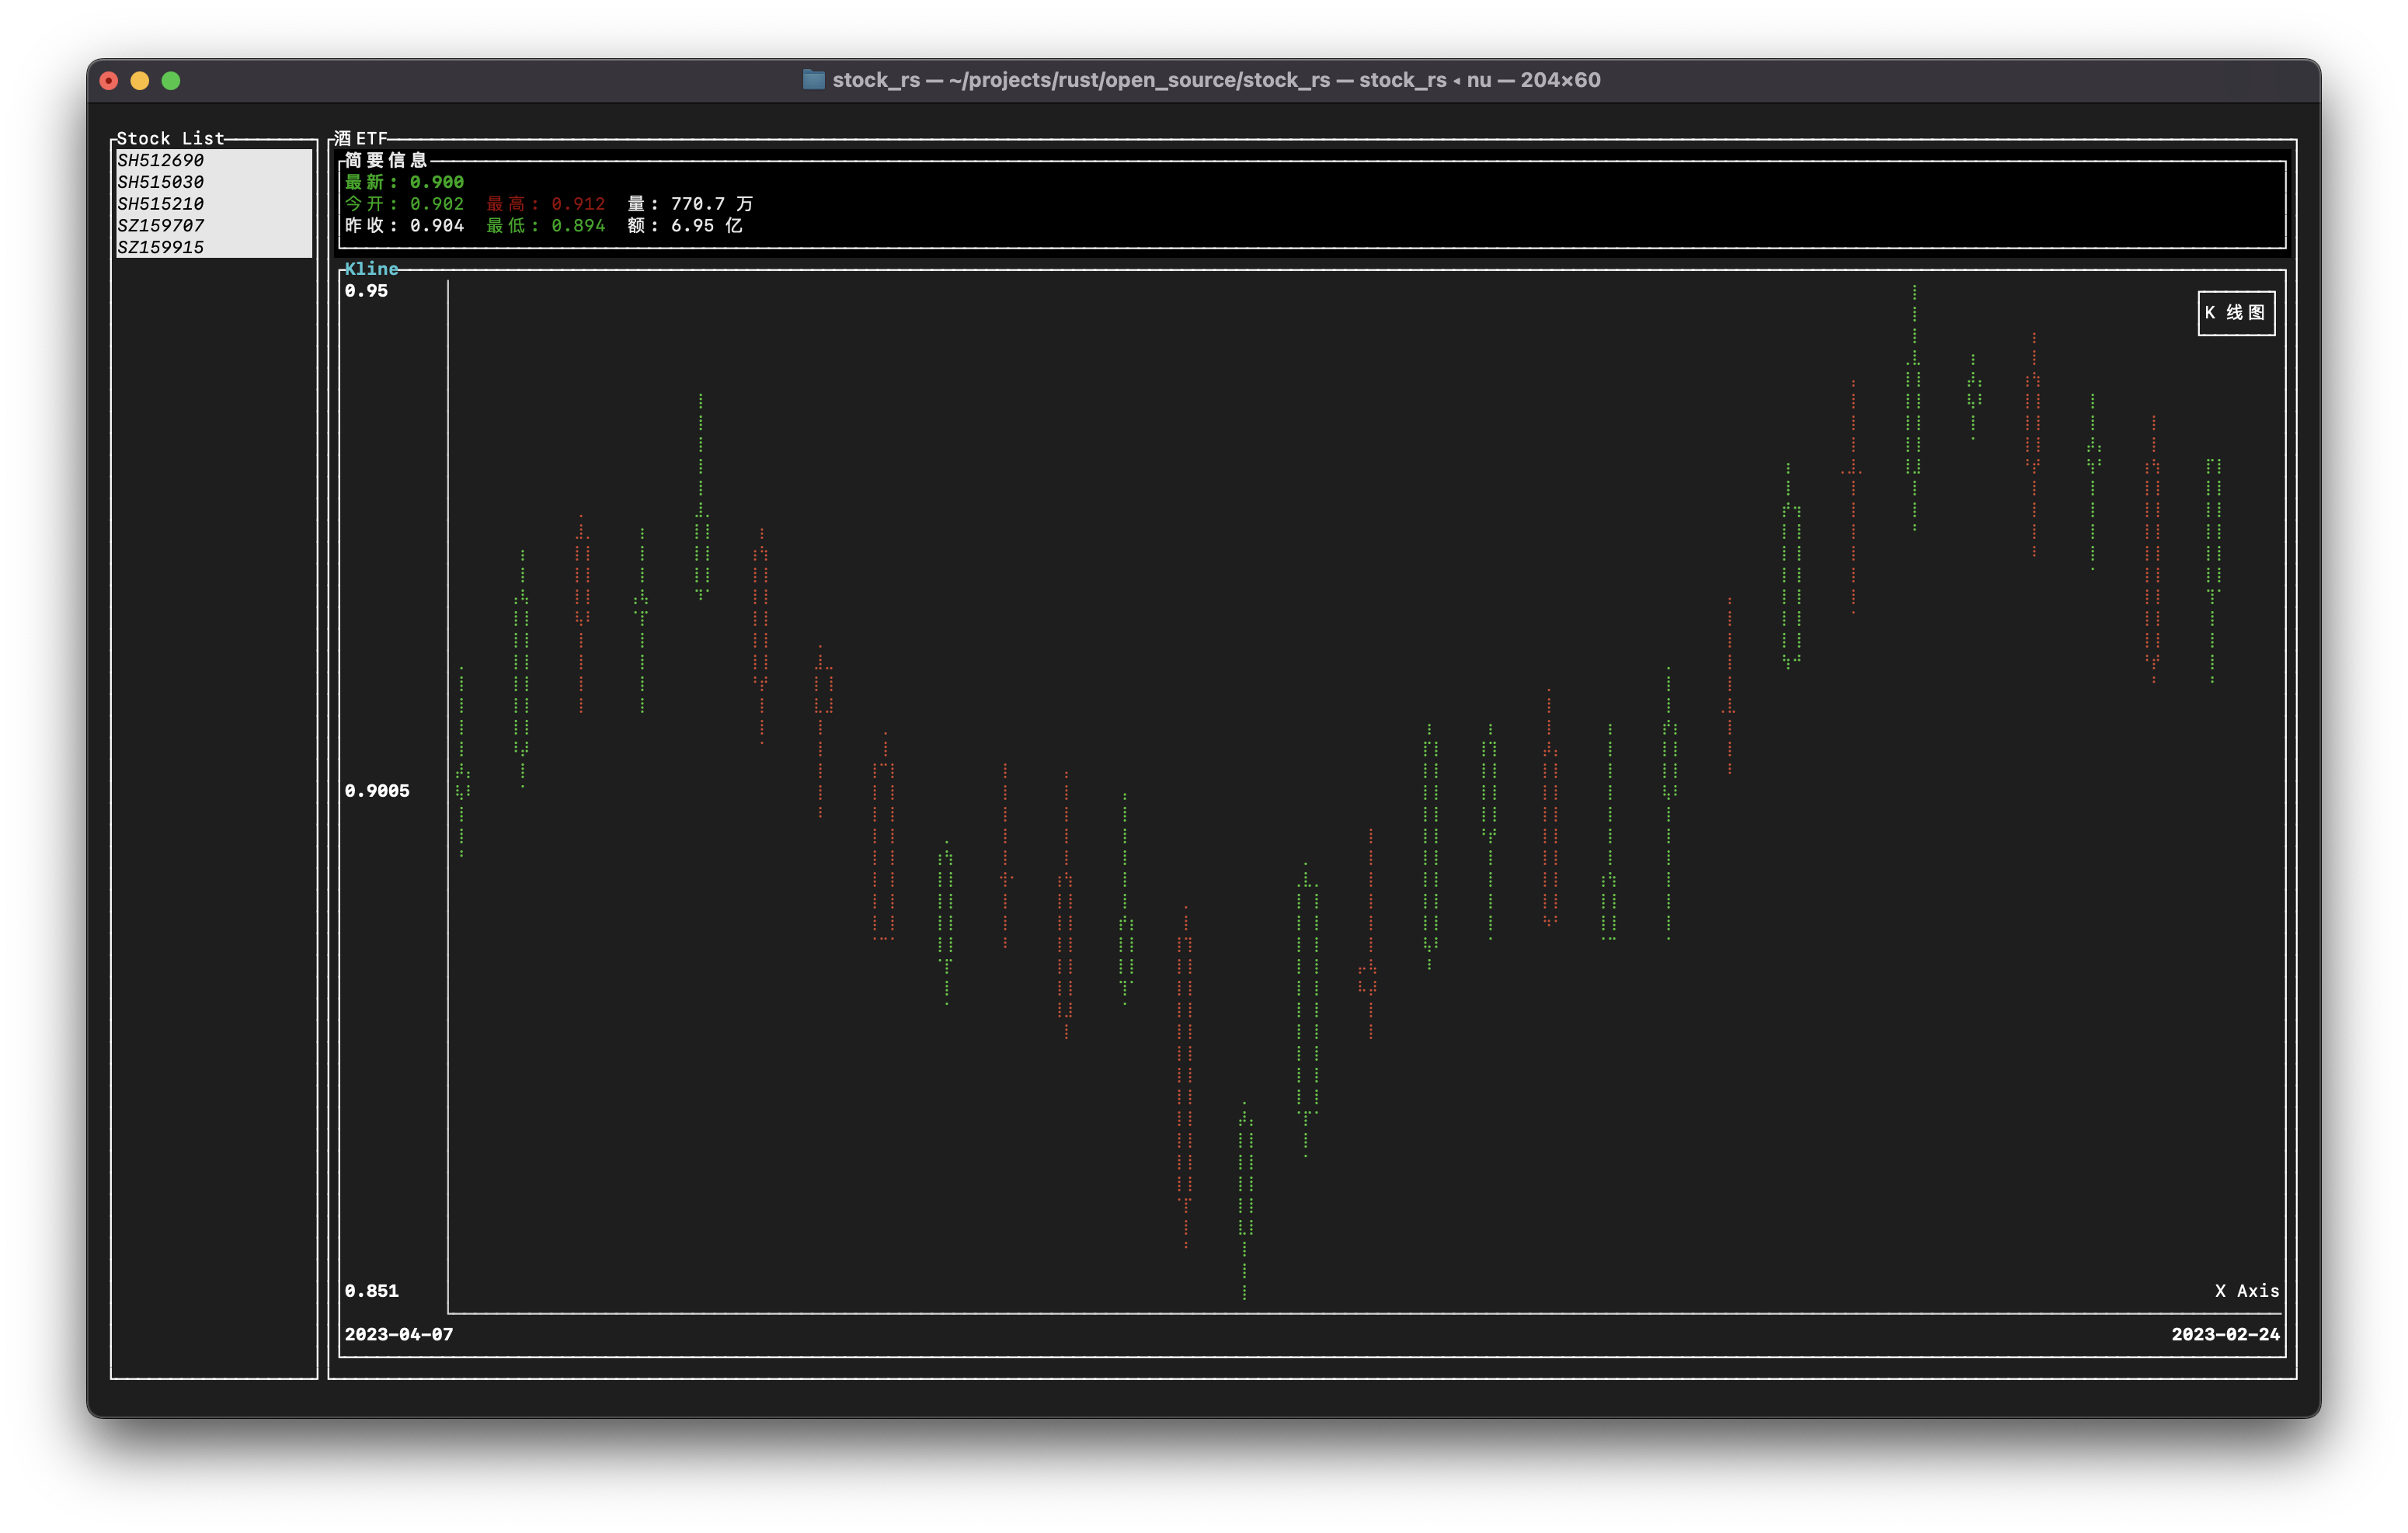 stock_rs — ~/projects/rust/open_source/stock_rs — stock_rs ◂ nu — 204×60
Stock List
SH512690
SH515030
SH515210
SZ159707
SZ159915
酒ETF
简要信息
最新: 0.900
今开: 0.902 最高: 0.912 量: 770.7 万
昨收: 0.904 最低: 0.894 额: 6.95 亿
Kline
0.95
K 线图
0.9005
0.851
X Axis
2023-04-07 2023-02-24